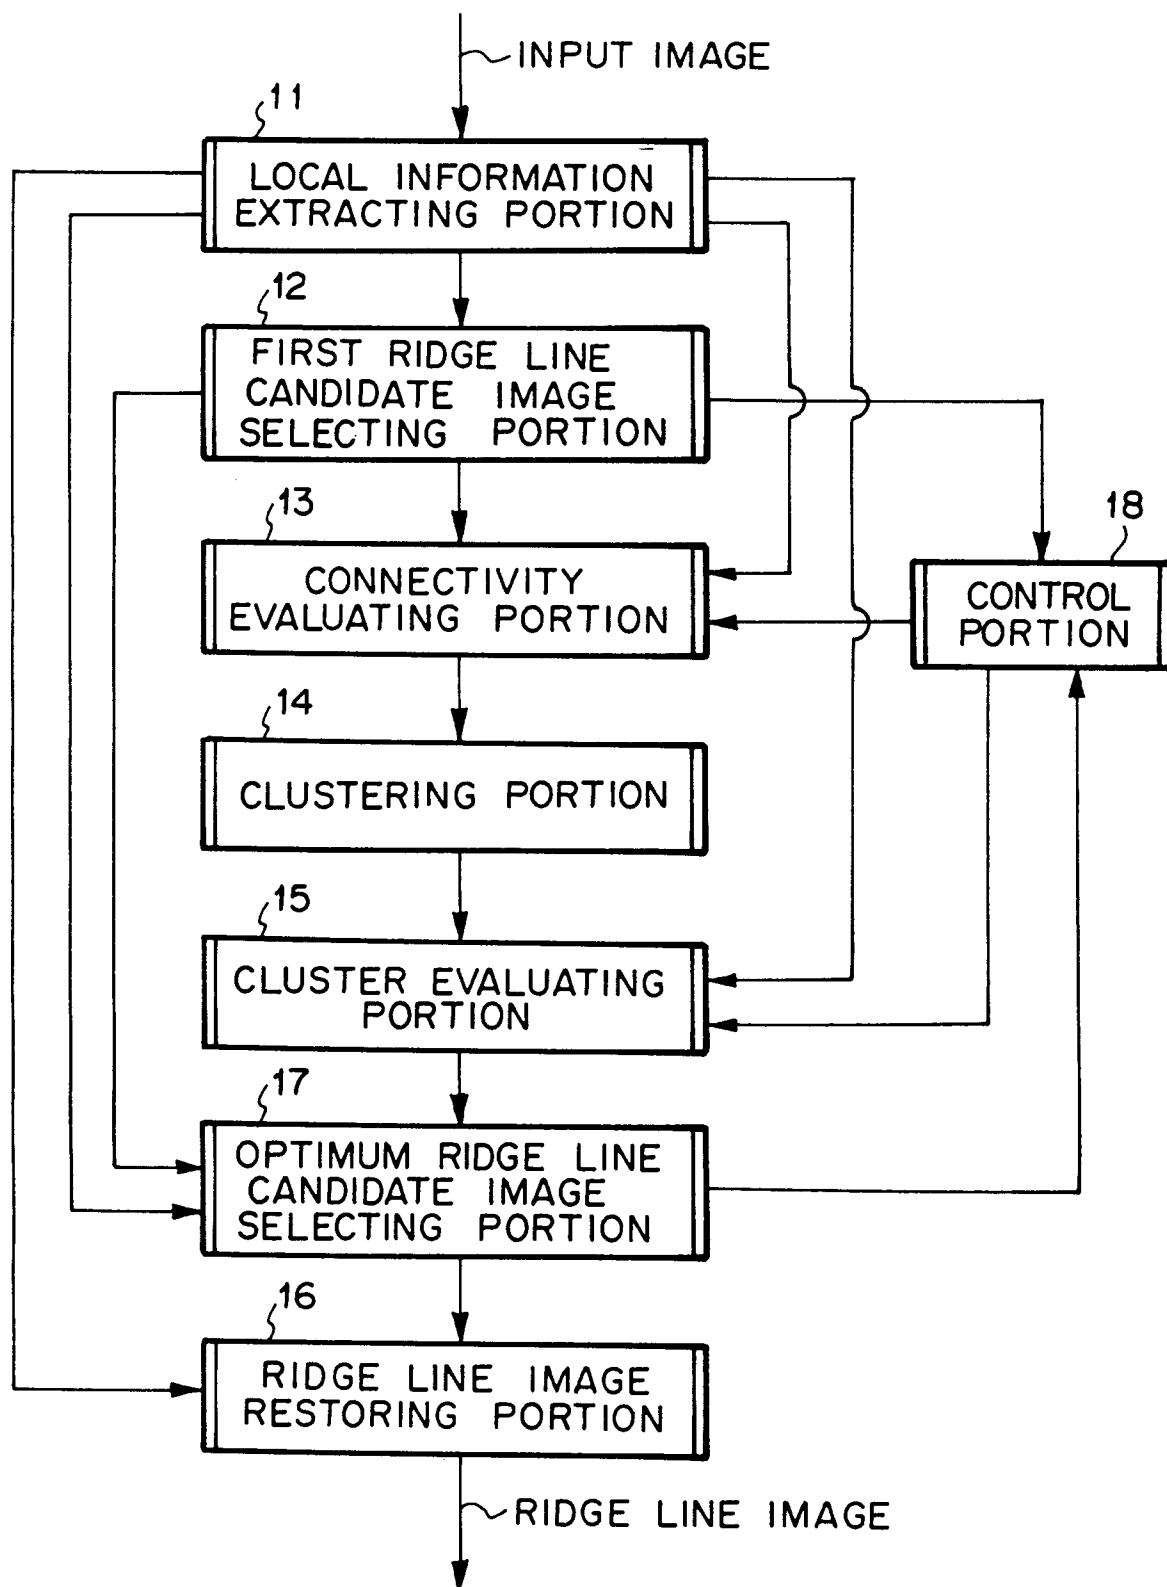 INPUT IMAGE
11
LOCAL INFORMATION
EXTRACTING PORTION
12
FIRST RIDGE LINE
CANDIDATE IMAGE
SELECTING PORTION
13
CONNECTIVITY
EVALUATING PORTION
18
CONTROL
PORTION
14
CLUSTERING PORTION
15
CLUSTER EVALUATING
PORTION
17
OPTIMUM RIDGE LINE
CANDIDATE IMAGE
SELECTING PORTION
16
RIDGE LINE IMAGE
RESTORING PORTION
RIDGE LINE IMAGE